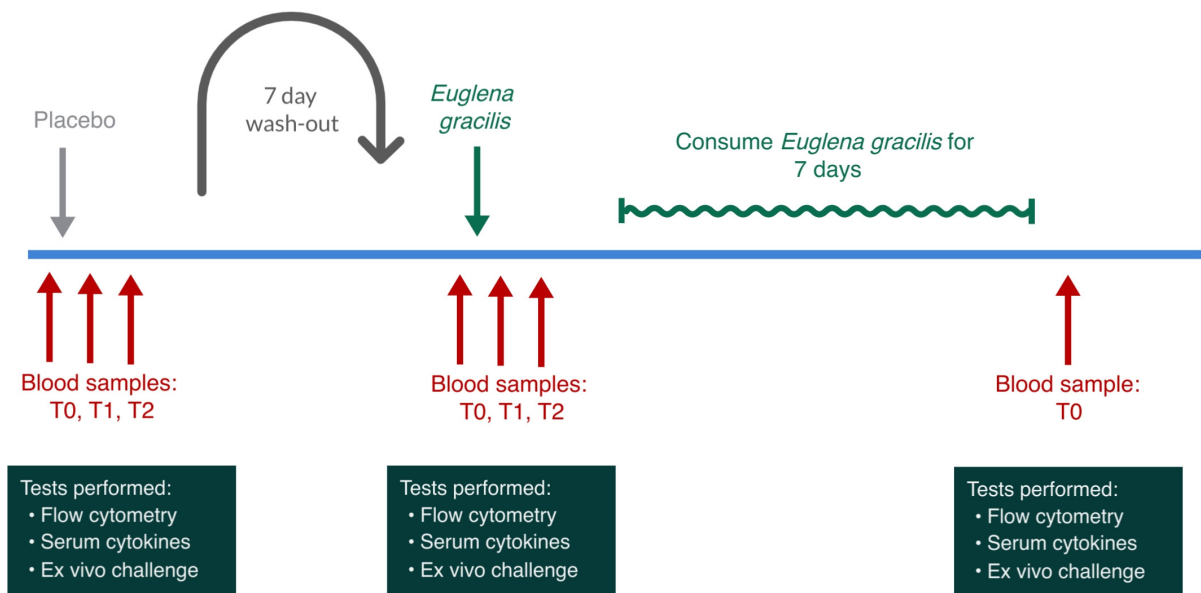 Placebo
7 day
wash-out
Euglena
gracilis
Consume Euglena gracilis for
7 days
Blood samples:
T0, T1, T2
Blood samples:
T0, T1, T2
Blood sample:
T0
Tests performed:
• Flow cytometry
• Serum cytokines
• Ex vivo challenge
Tests performed:
• Flow cytometry
• Serum cytokines
• Ex vivo challenge
Tests performed:
• Flow cytometry
• Serum cytokines
• Ex vivo challenge